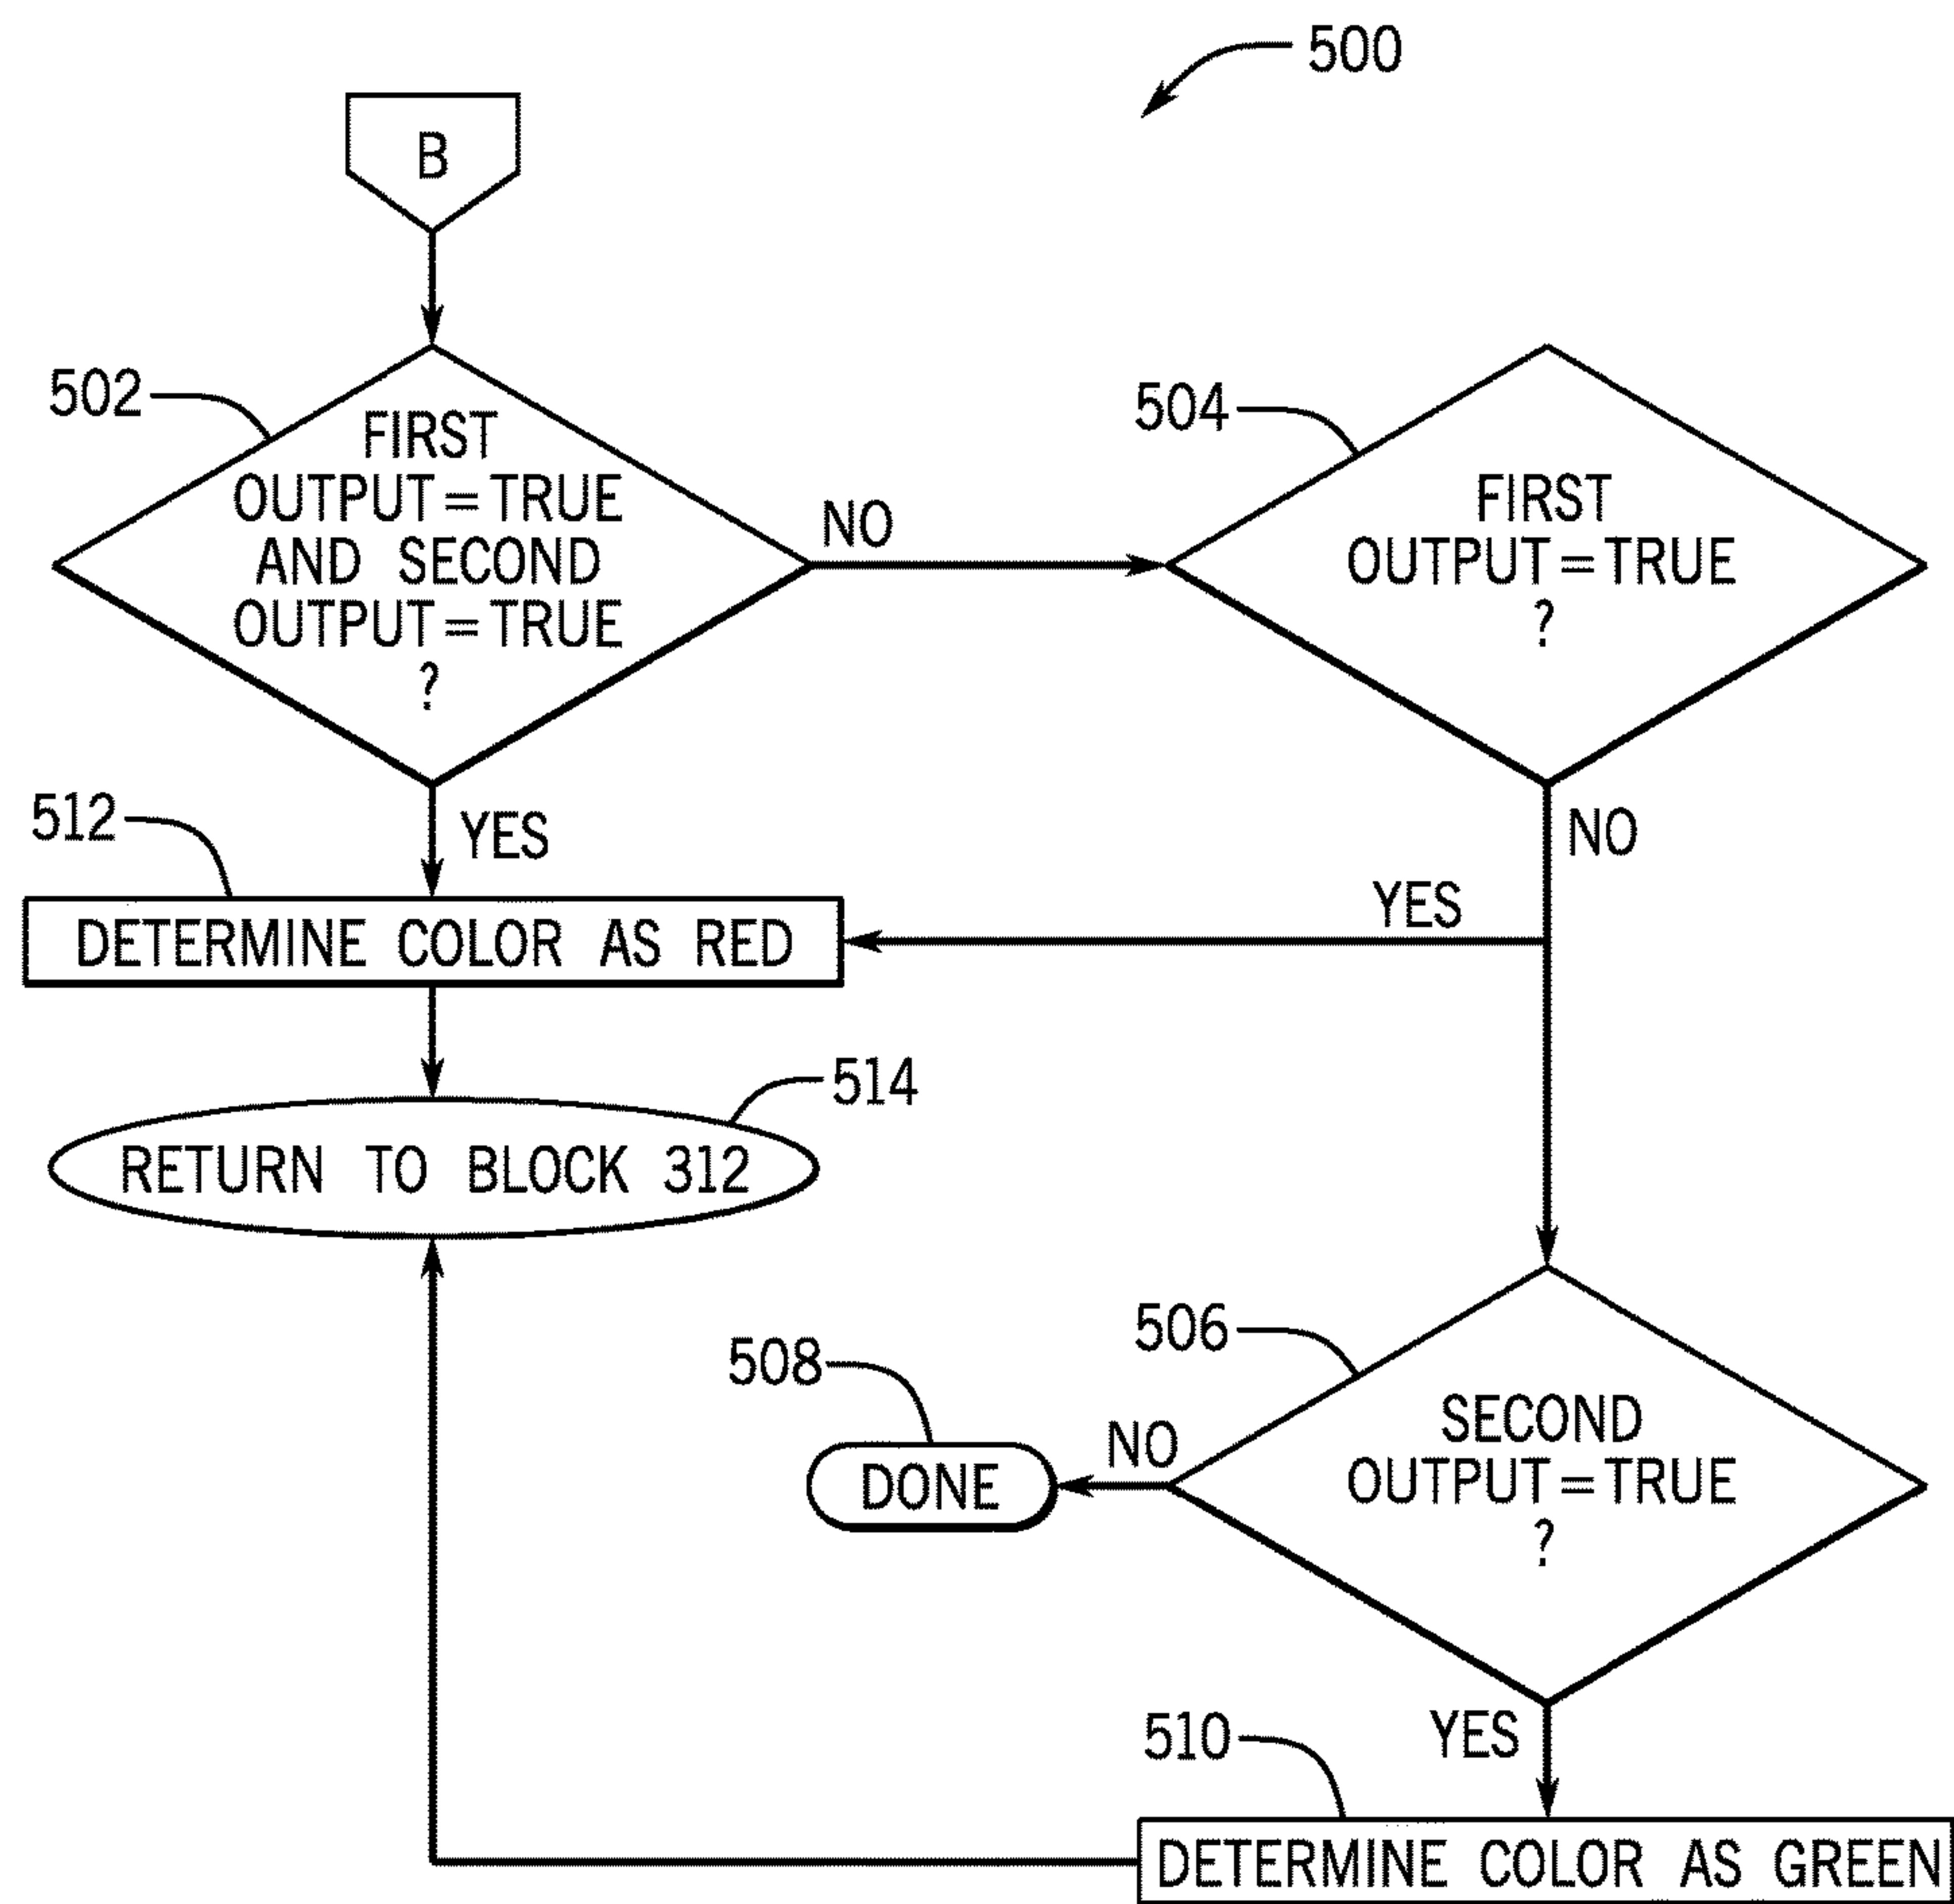 500
B
502
FIRST
OUTPUT=TRUE
AND SECOND
OUTPUT=TRUE
?
NO
504
FIRST
OUTPUT=TRUE
?
512
YES
NO
YES
DETERMINE COLOR AS RED
514
RETURN TO BLOCK 312
506
508
NO
DONE
SECOND
OUTPUT=TRUE
?
510
YES
DETERMINE COLOR AS GREEN